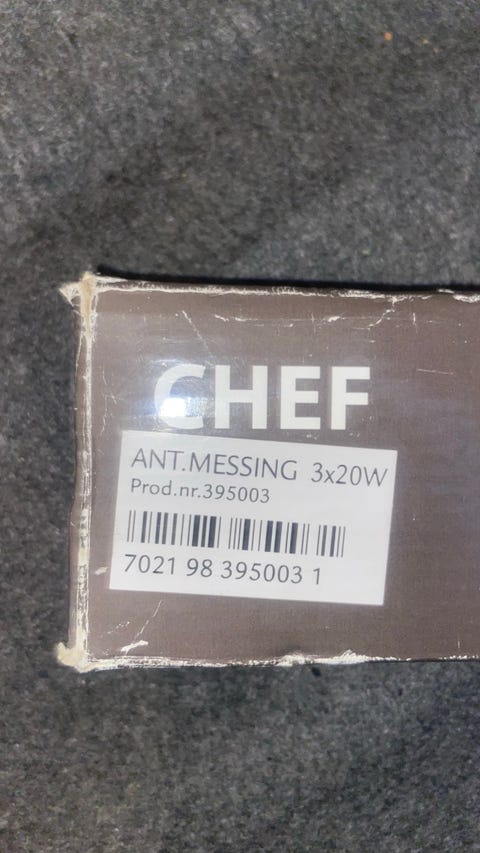 CHEF
ANT.MESSING 3x20W
Prod.nr.395003
7021 98 395003 1